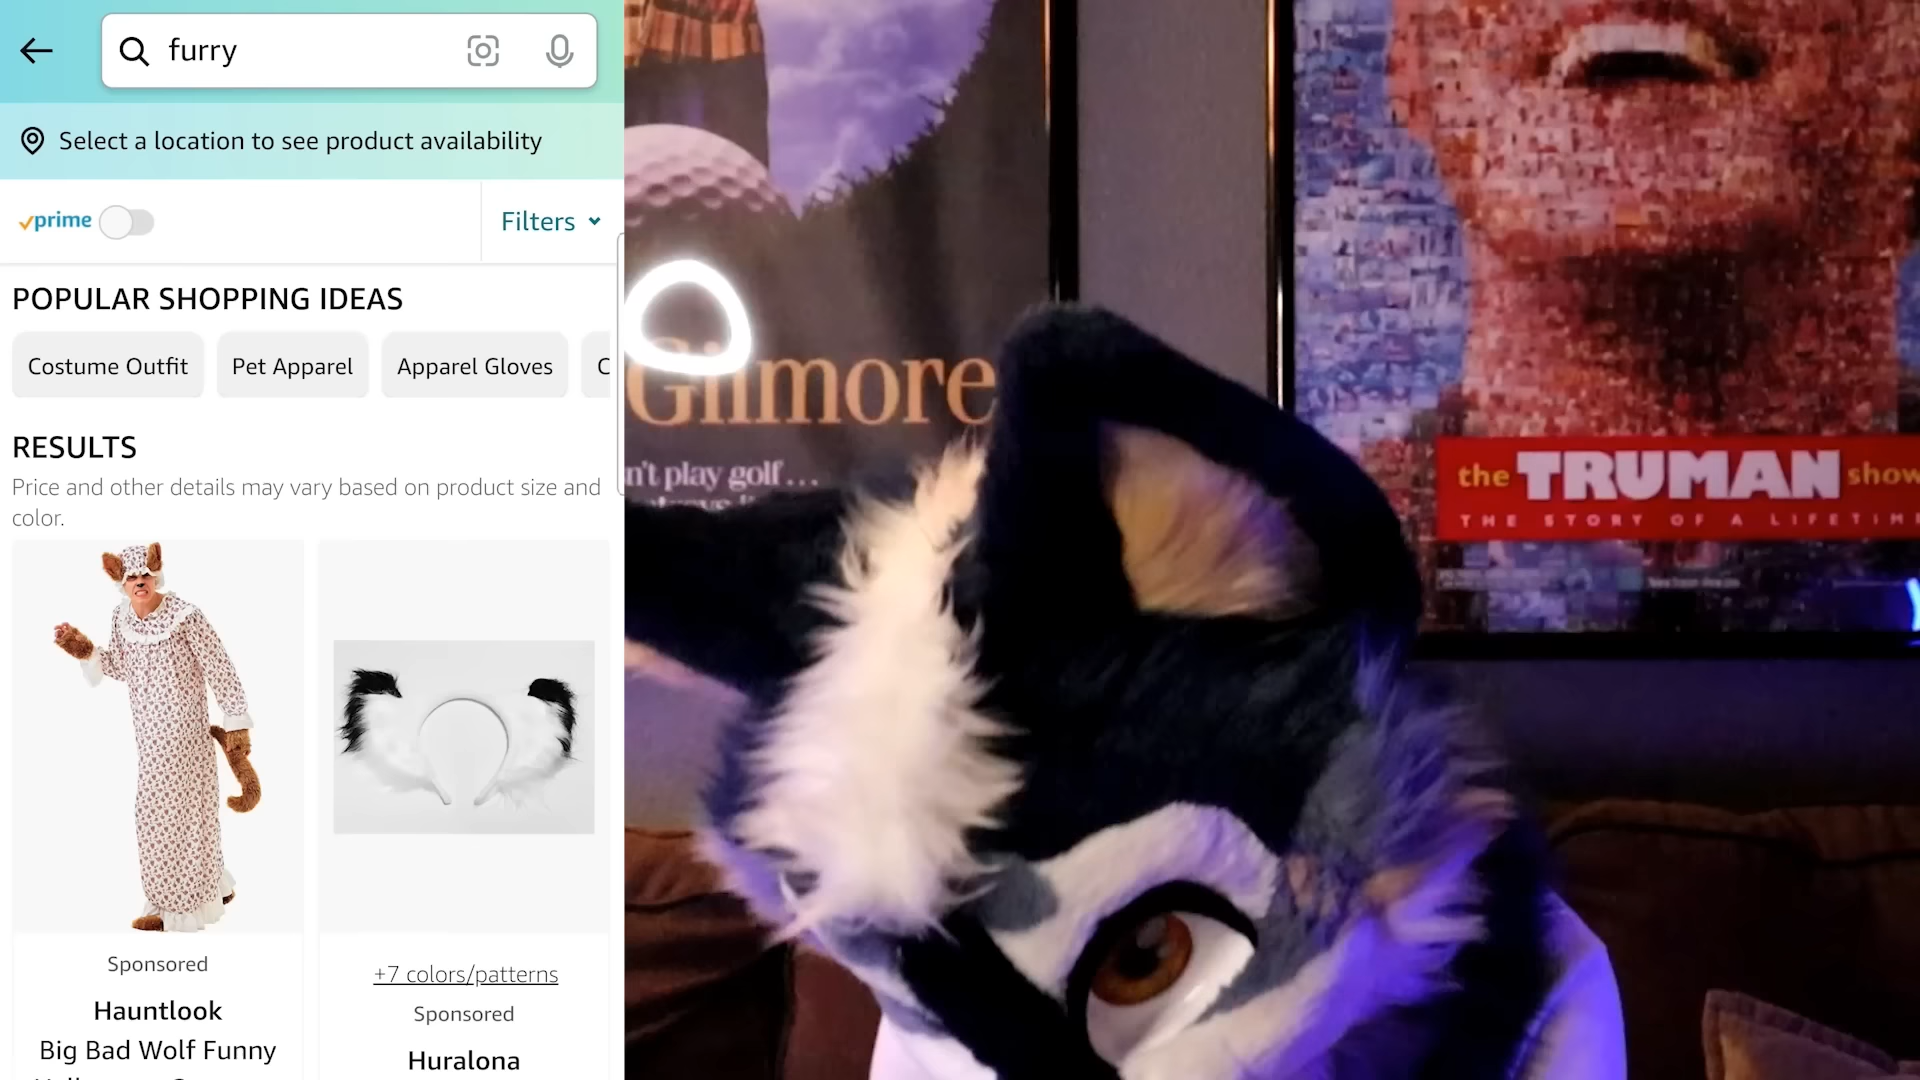 furry
Select a location to see product availability
prime
Filters
POPULAR SHOPPING IDEAS
Costume Outfit
Pet Apparel
Apparel Gloves
C
RESULTS
Price and other details may vary based on product size and
color.
Sponsored
Hauntlook
Big Bad Wolf Funny
+7 colors/patterns
Sponsored
Huralona
Gilmore
n't play golf...
the TRUMAN show
THE STORY OF A LIFETIM